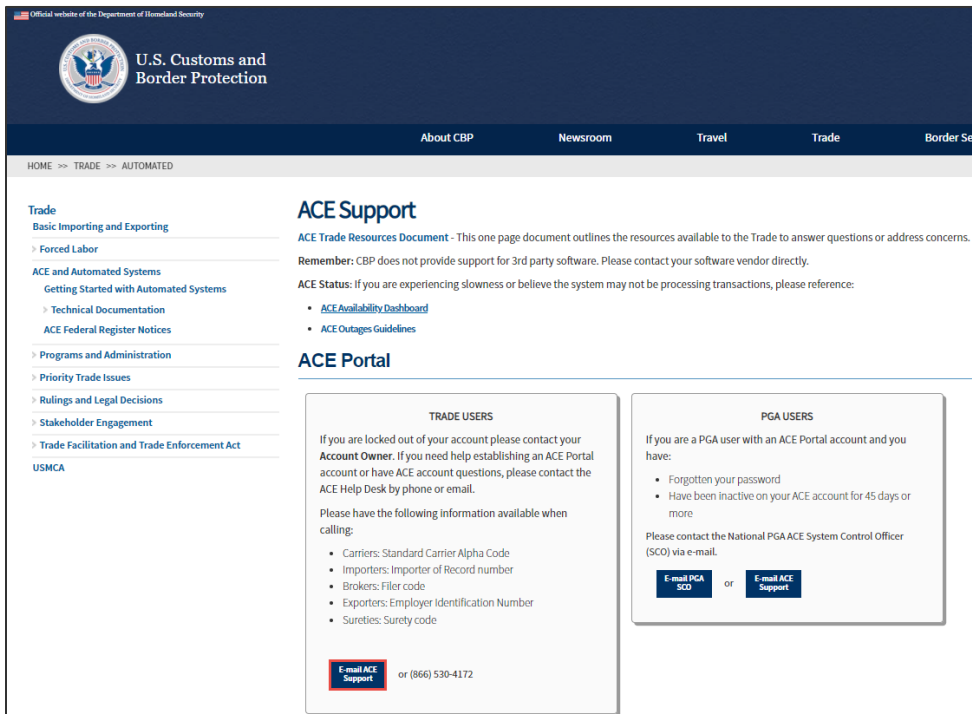 Official website of the Department of Homeland Security
U.S. Customs and
Border Protection
About CBP
Newsroom
Travel
Trade
Border Se
HOME >> TRADE >> AUTOMATED
Trade
Basic Importing and Exporting
> Forced Labor
ACE and Automated Systems
Getting Started with Automated Systems
> Technical Documentation
ACE Federal Register Notices
> Programs and Administration
> Priority Trade Issues
> Rulings and Legal Decisions
> Stakeholder Engagement
> Trade Facilitation and Trade Enforcement Act
USMCA
ACE Support
ACE Trade Resources Document - This one page document outlines the resources available to the Trade to answer questions or address concerns.
Remember: CBP does not provide support for 3rd party software. Please contact your software vendor directly.
ACE Status: If you are experiencing slowness or believe the system may not be processing transactions, please reference:
• ACE Availability Dashboard
• ACE Outages Guidelines
ACE Portal
TRADE USERS
If you are locked out of your account please contact your
Account Owner. If you need help establishing an ACE Portal
account or have ACE account questions, please contact the
ACE Help Desk by phone or email.
Please have the following information available when
calling:
• Carriers: Standard Carrier Alpha Code
• Importers: Importer of Record number
• Brokers: Filer code
• Exporters: Employer Identification Number
• Sureties: Surety code
E-mail ACE
Support
or (866) 530-4172
PGA USERS
If you are a PGA user with an ACE Portal account and you
have:
• Forgotten your password
• Have been inactive on your ACE account for 45 days or
more
Please contact the National PGA ACE System Control Officer
(SCO) via e-mail.
E-mail PGA
SCO
or
E-mail ACE
Support